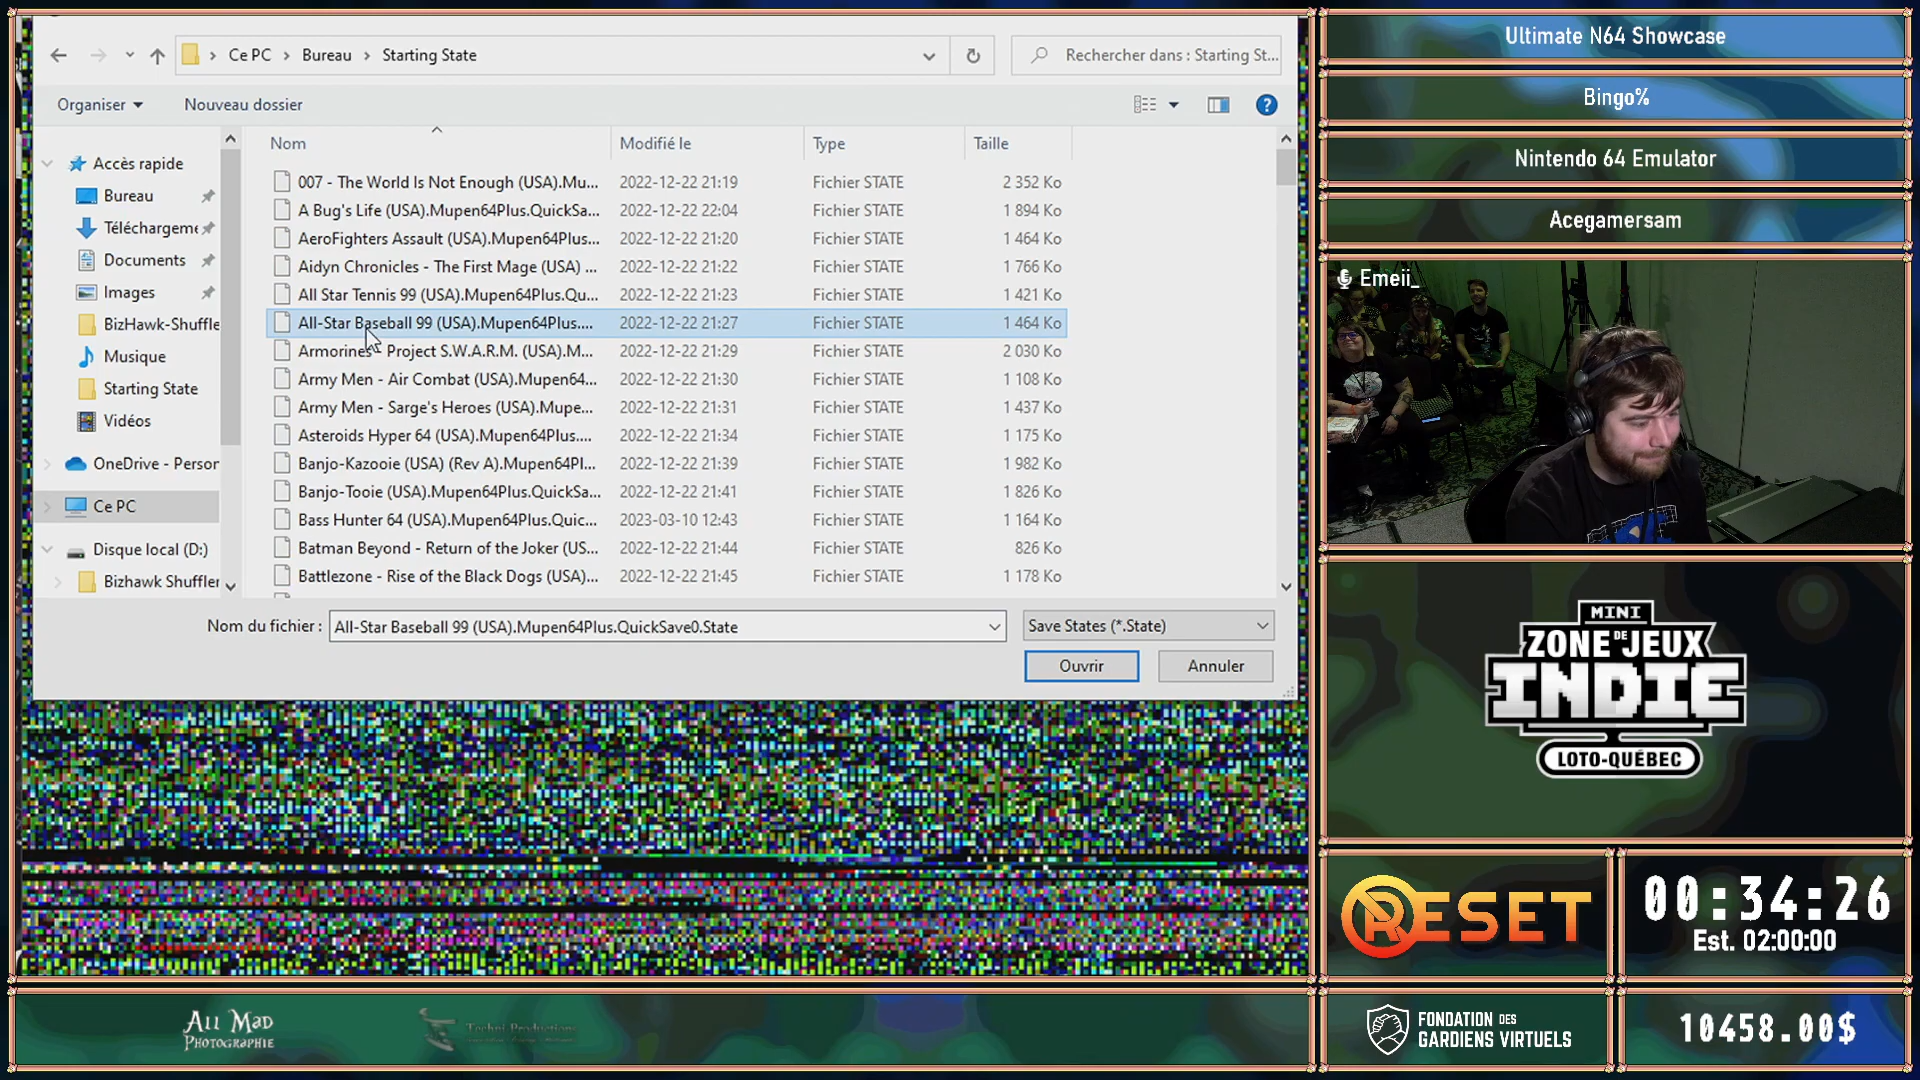 Ce PC > Bureau > Starting State
Rechercher dans : Starting St...
Organiser
Nouveau dossier
Nom Modifié le Type Taille
Accès rapide
Bureau
Téléchargeme
Documents
Images
BizHawk-Shuffle
Musique
Starting State
Vidéos
OneDrive - Person
Ce PC
Disque local (D:)
Bizhawk Shuffler
007 - The World Is Not Enough (USA).Mu... 2022-12-22 21:19 Fichier STATE 2 352 Ko
A Bug's Life (USA).Mupen64Plus.QuickSa... 2022-12-22 22:04 Fichier STATE 1 894 Ko
AeroFighters Assault (USA).Mupen64Plus... 2022-12-22 21:20 Fichier STATE 1 464 Ko
Aidyn Chronicles - The First Mage (USA) ... 2022-12-22 21:22 Fichier STATE 1 766 Ko
All Star Tennis 99 (USA).Mupen64Plus.Qu... 2022-12-22 21:23 Fichier STATE 1 421 Ko
All-Star Baseball 99 (USA).Mupen64Plus.... 2022-12-22 21:27 Fichier STATE 1 464 Ko
Armorines - Project S.W.A.R.M. (USA).M... 2022-12-22 21:29 Fichier STATE 2 030 Ko
Army Men - Air Combat (USA).Mupen64... 2022-12-22 21:30 Fichier STATE 1 108 Ko
Army Men - Sarge's Heroes (USA).Mupe... 2022-12-22 21:31 Fichier STATE 1 437 Ko
Asteroids Hyper 64 (USA).Mupen64Plus.... 2022-12-22 21:34 Fichier STATE 1 175 Ko
Banjo-Kazooie (USA) (Rev A).Mupen64Pl... 2022-12-22 21:39 Fichier STATE 1 982 Ko
Banjo-Tooie (USA).Mupen64Plus.QuickSa... 2022-12-22 21:41 Fichier STATE 1 826 Ko
Bass Hunter 64 (USA).Mupen64Plus.Quic... 2023-03-10 12:43 Fichier STATE 1 164 Ko
Batman Beyond - Return of the Joker (US... 2022-12-22 21:44 Fichier STATE 826 Ko
Battlezone - Rise of the Black Dogs (USA)... 2022-12-22 21:45 Fichier STATE 1 178 Ko
Nom du fichier : All-Star Baseball 99 (USA).Mupen64Plus.QuickSave0.State
Save States (*.State)
Ouvrir
Annuler
Ultimate N64 Showcase
Bingo%
Nintendo 64 Emulator
Acegamersam
Emeii_
MINI
ZONE DE JEUX
INDIE
LOTO-QUÉBEC
RESET
00:34:26
Est. 02:00:00
ALL MAD
PHOTOGRAPHIE
Techni Productions
FONDATION DES
GARDIENS VIRTUELS
10458.00$